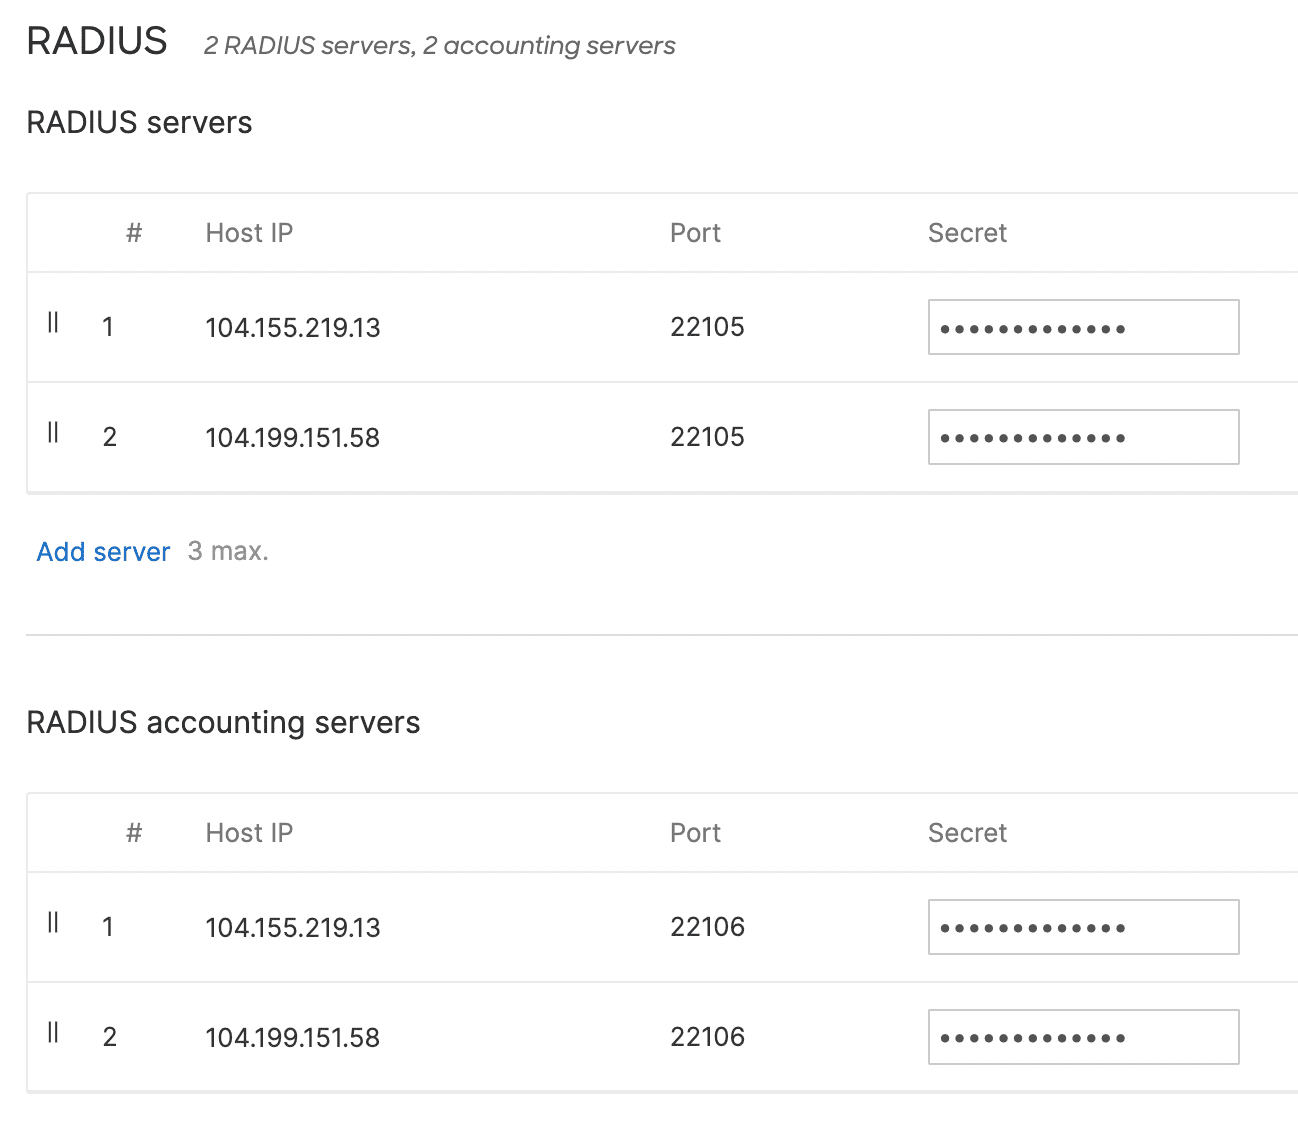 RADIUS 2 RADIUS servers, 2 accounting servers
RADIUS servers
# Host IP Port Secret
1 104.155.219.13 22105 •••••••••••••
2 104.199.151.58 22105 •••••••••••••
Add server 3 max.
RADIUS accounting servers
# Host IP Port Secret
1 104.155.219.13 22106 •••••••••••••
2 104.199.151.58 22106 •••••••••••••